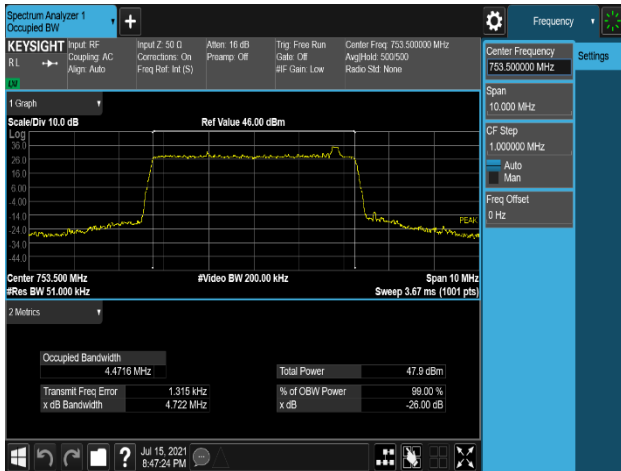 Spectrum Analyzer 1
Occupied BW
Frequency
KEYSIGHT
R L
LXI
Input: RF
Coupling: AC
Align: Auto
Input Z: 50 Ω
Corrections: On
Freq Ref: Int (S)
Atten: 16 dB
Preamp: Off
Trig: Free Run
Gate: Off
#IF Gain: Low
Center Freq: 753.500000 MHz
Avg|Hold: 500/500
Radio Std: None
Center Frequency
753.500000 MHz
Settings
Span
10.000 MHz
CF Step
1.000000 MHz
Auto
Man
Freq Offset
0 Hz
1 Graph
Scale/Div 10.0 dB
Ref Value 46.00 dBm
Log
36.0
26.0
16.0
6.00
-4.00
-14.0
-24.0
-34.0
-44.0
PEAK
Center 753.500 MHz
#Video BW 200.00 kHz
Span 10 MHz
#Res BW 51.000 kHz
Sweep 3.67 ms (1001 pts)
2 Metrics
Occupied Bandwidth
4.4716 MHz
Total Power
47.9 dBm
Transmit Freq Error
1.315 kHz
% of OBW Power
99.00 %
x dB Bandwidth
4.722 MHz
x dB
-26.00 dB
?
Jul 15, 2021
8:47:24 PM